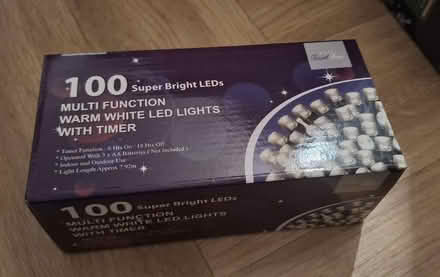 100 Super Bright LEDs
MULTI FUNCTION
WARM WHITE LED LIGHTS
WITH TIMER
* Timer Function : 6 Hrs On / 18 Hrs Off
* Operated With 3 x AA Batteries ( Not Included )
* Indoor and Outdoor Use
* Light Length Approx 7.92m
100 Super Bright LEDs
MULTI FUNCTION
WARM WHITE LED LIGHTS
WITH TIMER